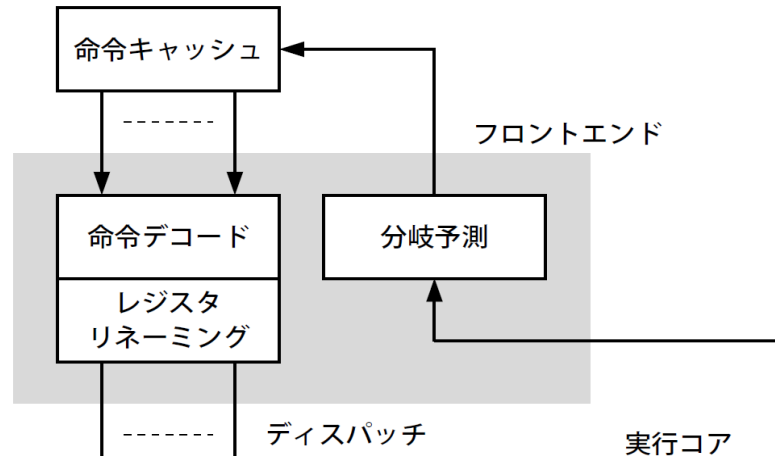 命令キャッシュ
フロントエンド
命令デコード
分岐予測
レジスタ
リネーミング
ディスパッチ
実行コア